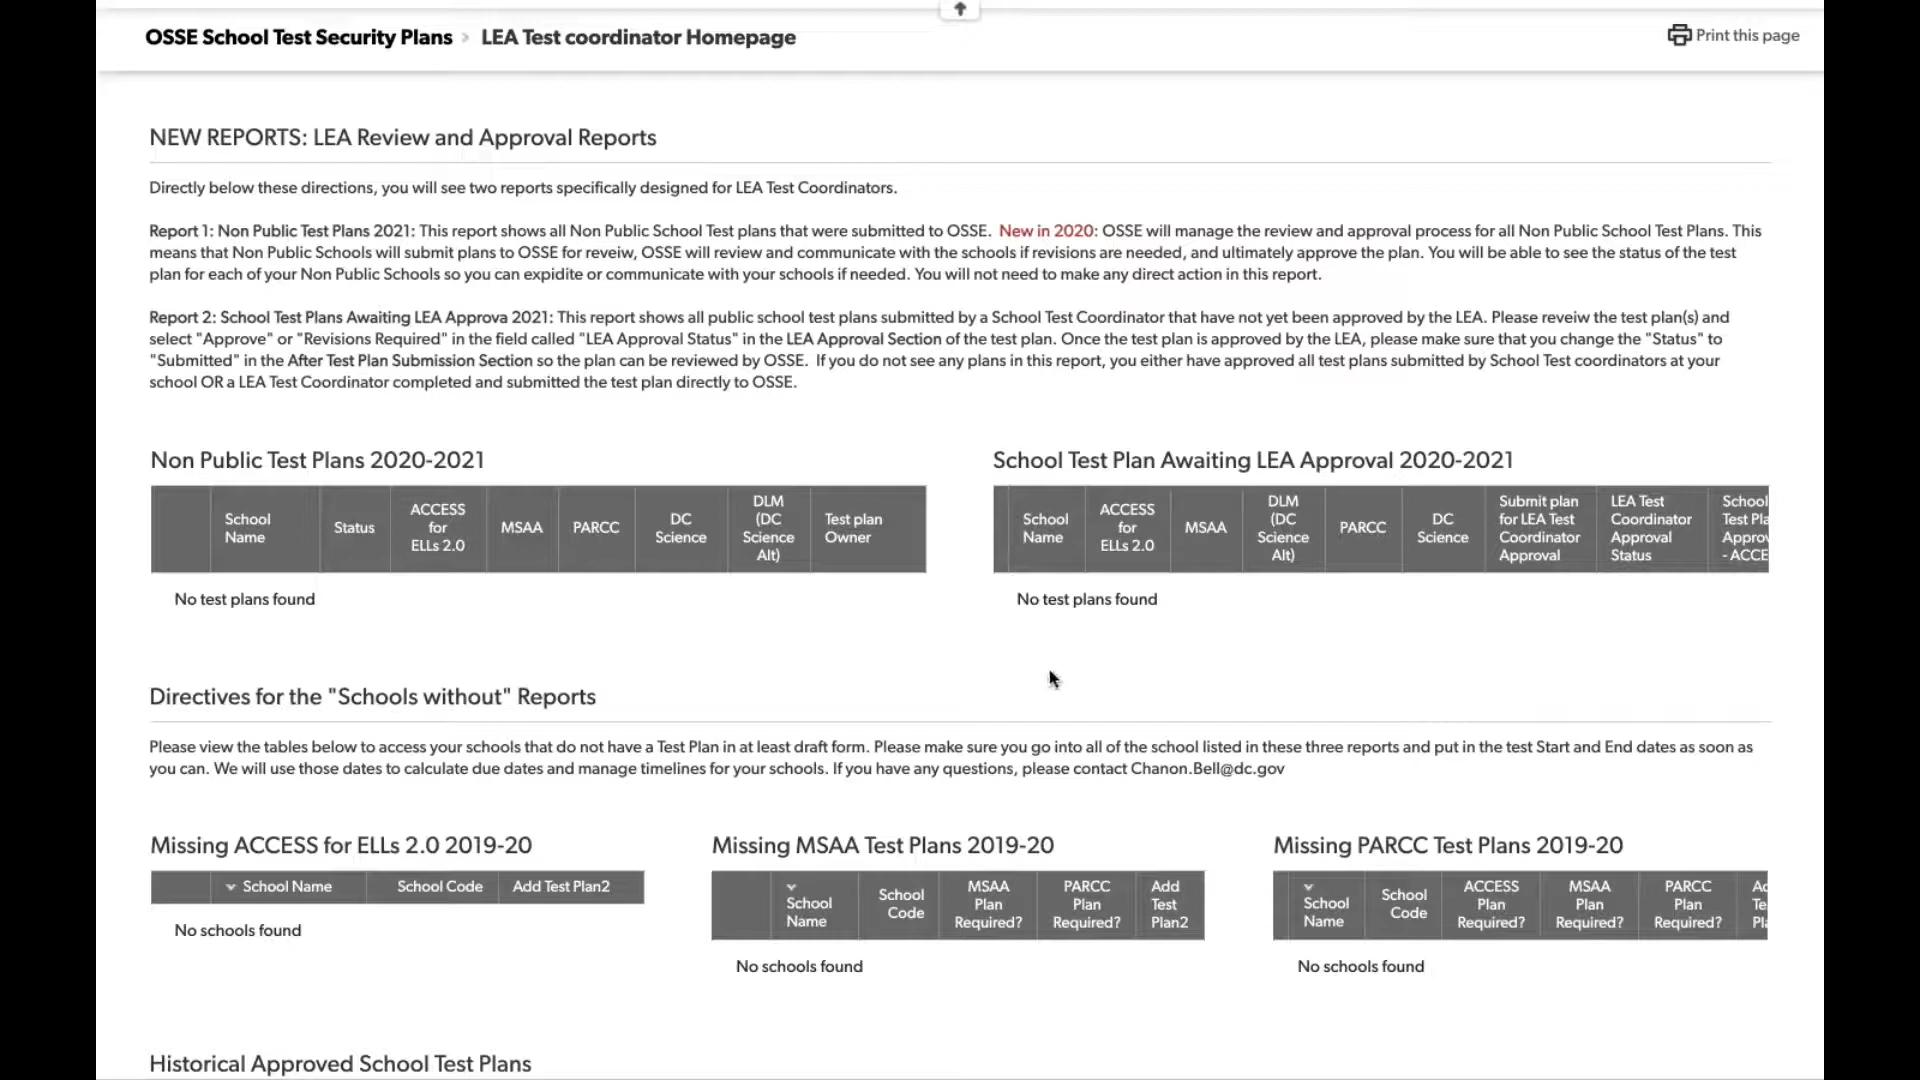 OSSE School Test Security Plans > LEA Test coordinator Homepage
Print this page
NEW REPORTS: LEA Review and Approval Reports
Directly below these directions, you will see two reports specifically designed for LEA Test Coordinators.
Report 1: Non Public Test Plans 2021: This report shows all Non Public School Test plans that were submitted to OSSE. New in 2020: OSSE will manage the review and approval process for all Non Public School Test Plans. This
means that Non Public Schools will submit plans to OSSE for reveiw, OSSE will review and communicate with the schools if revisions are needed, and ultimately approve the plan. You will be able to see the status of the test
plan for each of your Non Public Schools so you can expidite or communicate with your schools if needed. You will not need to make any direct action in this report.
Report 2: School Test Plans Awaiting LEA Approva 2021: This report shows all public school test plans submitted by a School Test Coordinator that have not yet been approved by the LEA. Please reveiw the test plan(s) and
select "Approve" or "Revisions Required" in the field called "LEA Approval Status" in the LEA Approval Section of the test plan. Once the test plan is approved by the LEA, please make sure that you change the "Status" to
"Submitted" in the After Test Plan Submission Section so the plan can be reviewed by OSSE. If you do not see any plans in this report, you either have approved all test plans submitted by School Test coordinators at your
school OR a LEA Test Coordinator completed and submitted the test plan directly to OSSE.
Non Public Test Plans 2020-2021
School
Name
Status
ACCESS
for
ELLs 2.0
MSAA
PARCC
DC
Science
DLM
(DC
Science
Alt)
Test plan
Owner
No test plans found
School Test Plan Awaiting LEA Approval 2020-2021
School
Name
ACCESS
for
ELLs 2.0
MSAA
DLM
(DC
Science
Alt)
PARCC
DC
Science
Submit plan
for LEA Test
Coordinator
Approval
LEA Test
Coordinator
Approval
Status
School
Test Pla
Approv
- ACCE
No test plans found
Directives for the "Schools without" Reports
Please view the tables below to access your schools that do not have a Test Plan in at least draft form. Please make sure you go into all of the school listed in these three reports and put in the test Start and End dates as soon as
you can. We will use those dates to calculate due dates and manage timelines for your schools. If you have any questions, please contact Chanon.Bell@dc.gov
Missing ACCESS for ELLs 2.0 2019-20
School Name
School Code
Add Test Plan2
No schools found
Missing MSAA Test Plans 2019-20
School
Name
School
Code
MSAA
Plan
Required?
PARCC
Plan
Required?
Add
Test
Plan2
No schools found
Missing PARCC Test Plans 2019-20
School
Name
School
Code
ACCESS
Plan
Required?
MSAA
Plan
Required?
PARCC
Plan
Required?
Ad
Te
Pla
No schools found
Historical Approved School Test Plans